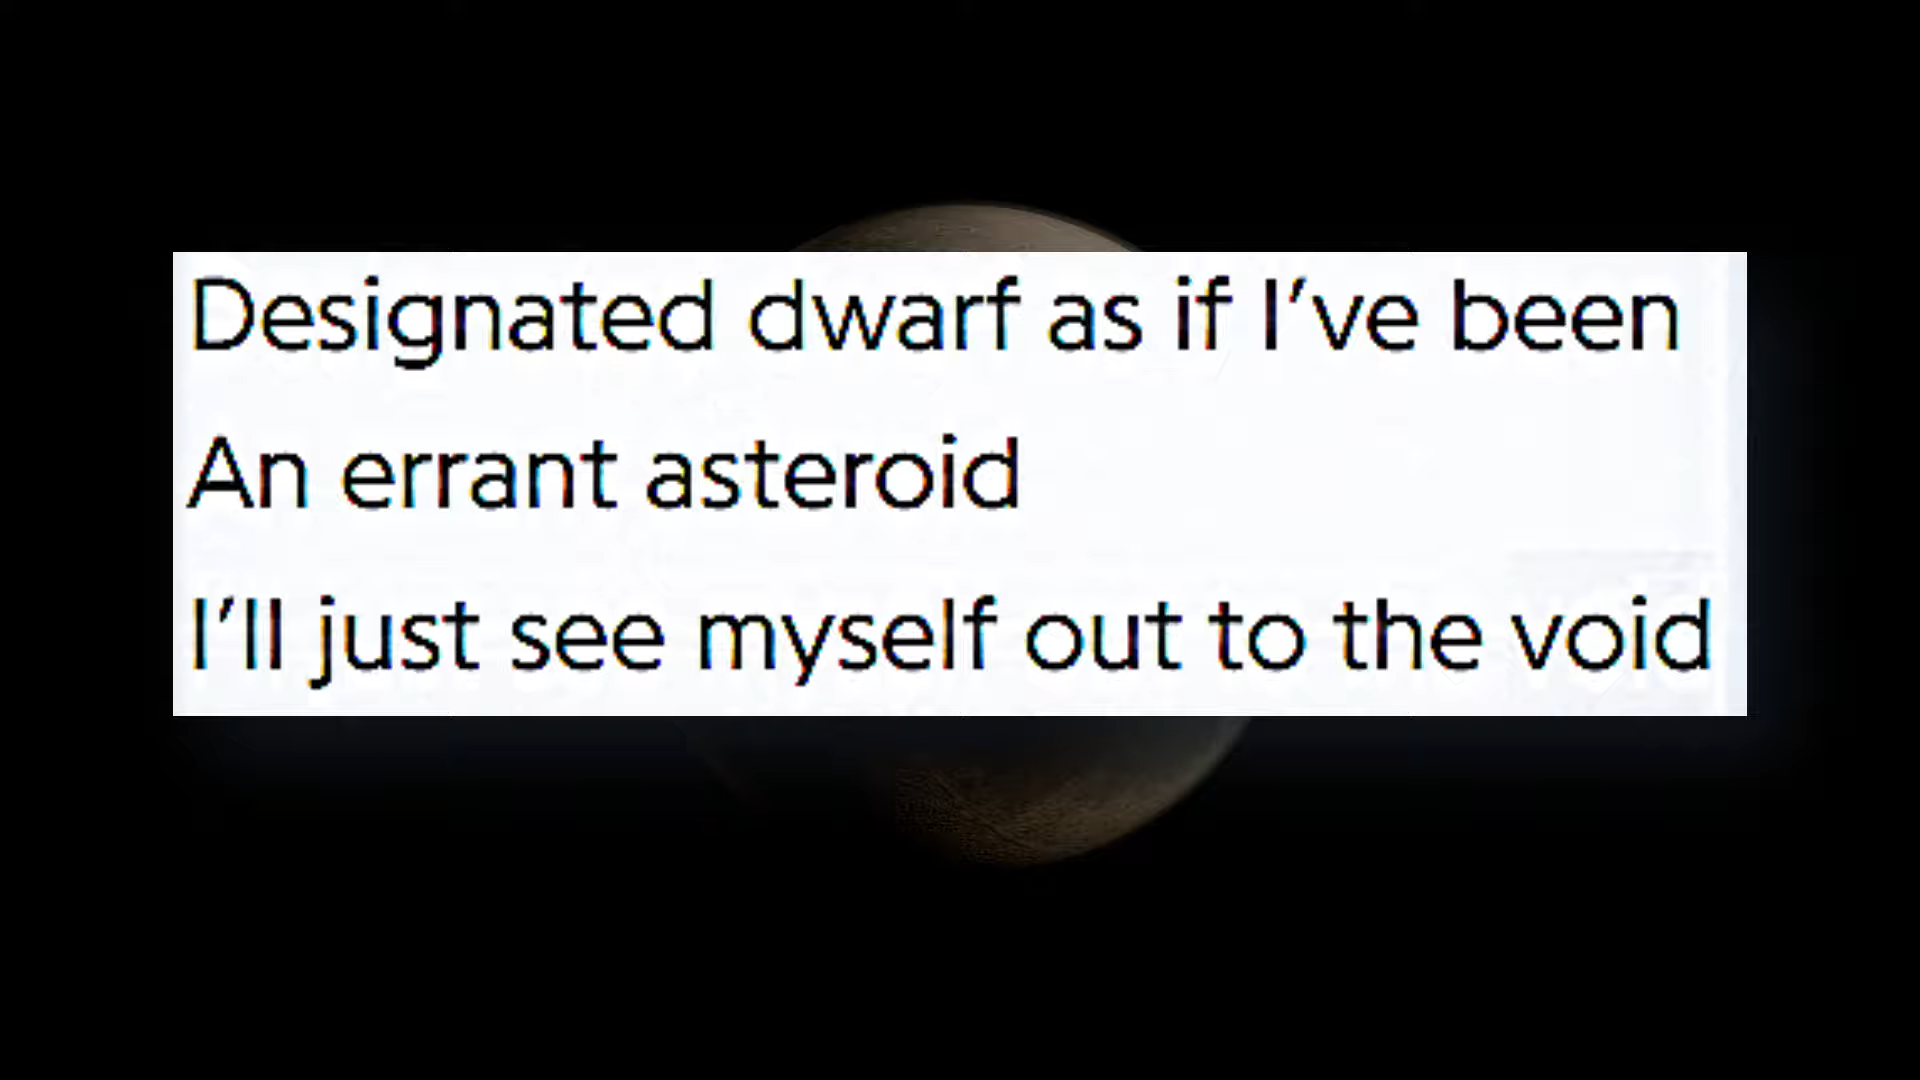 Designated dwarf as if I’ve been
An errant asteroid
I’ll just see myself out to the void